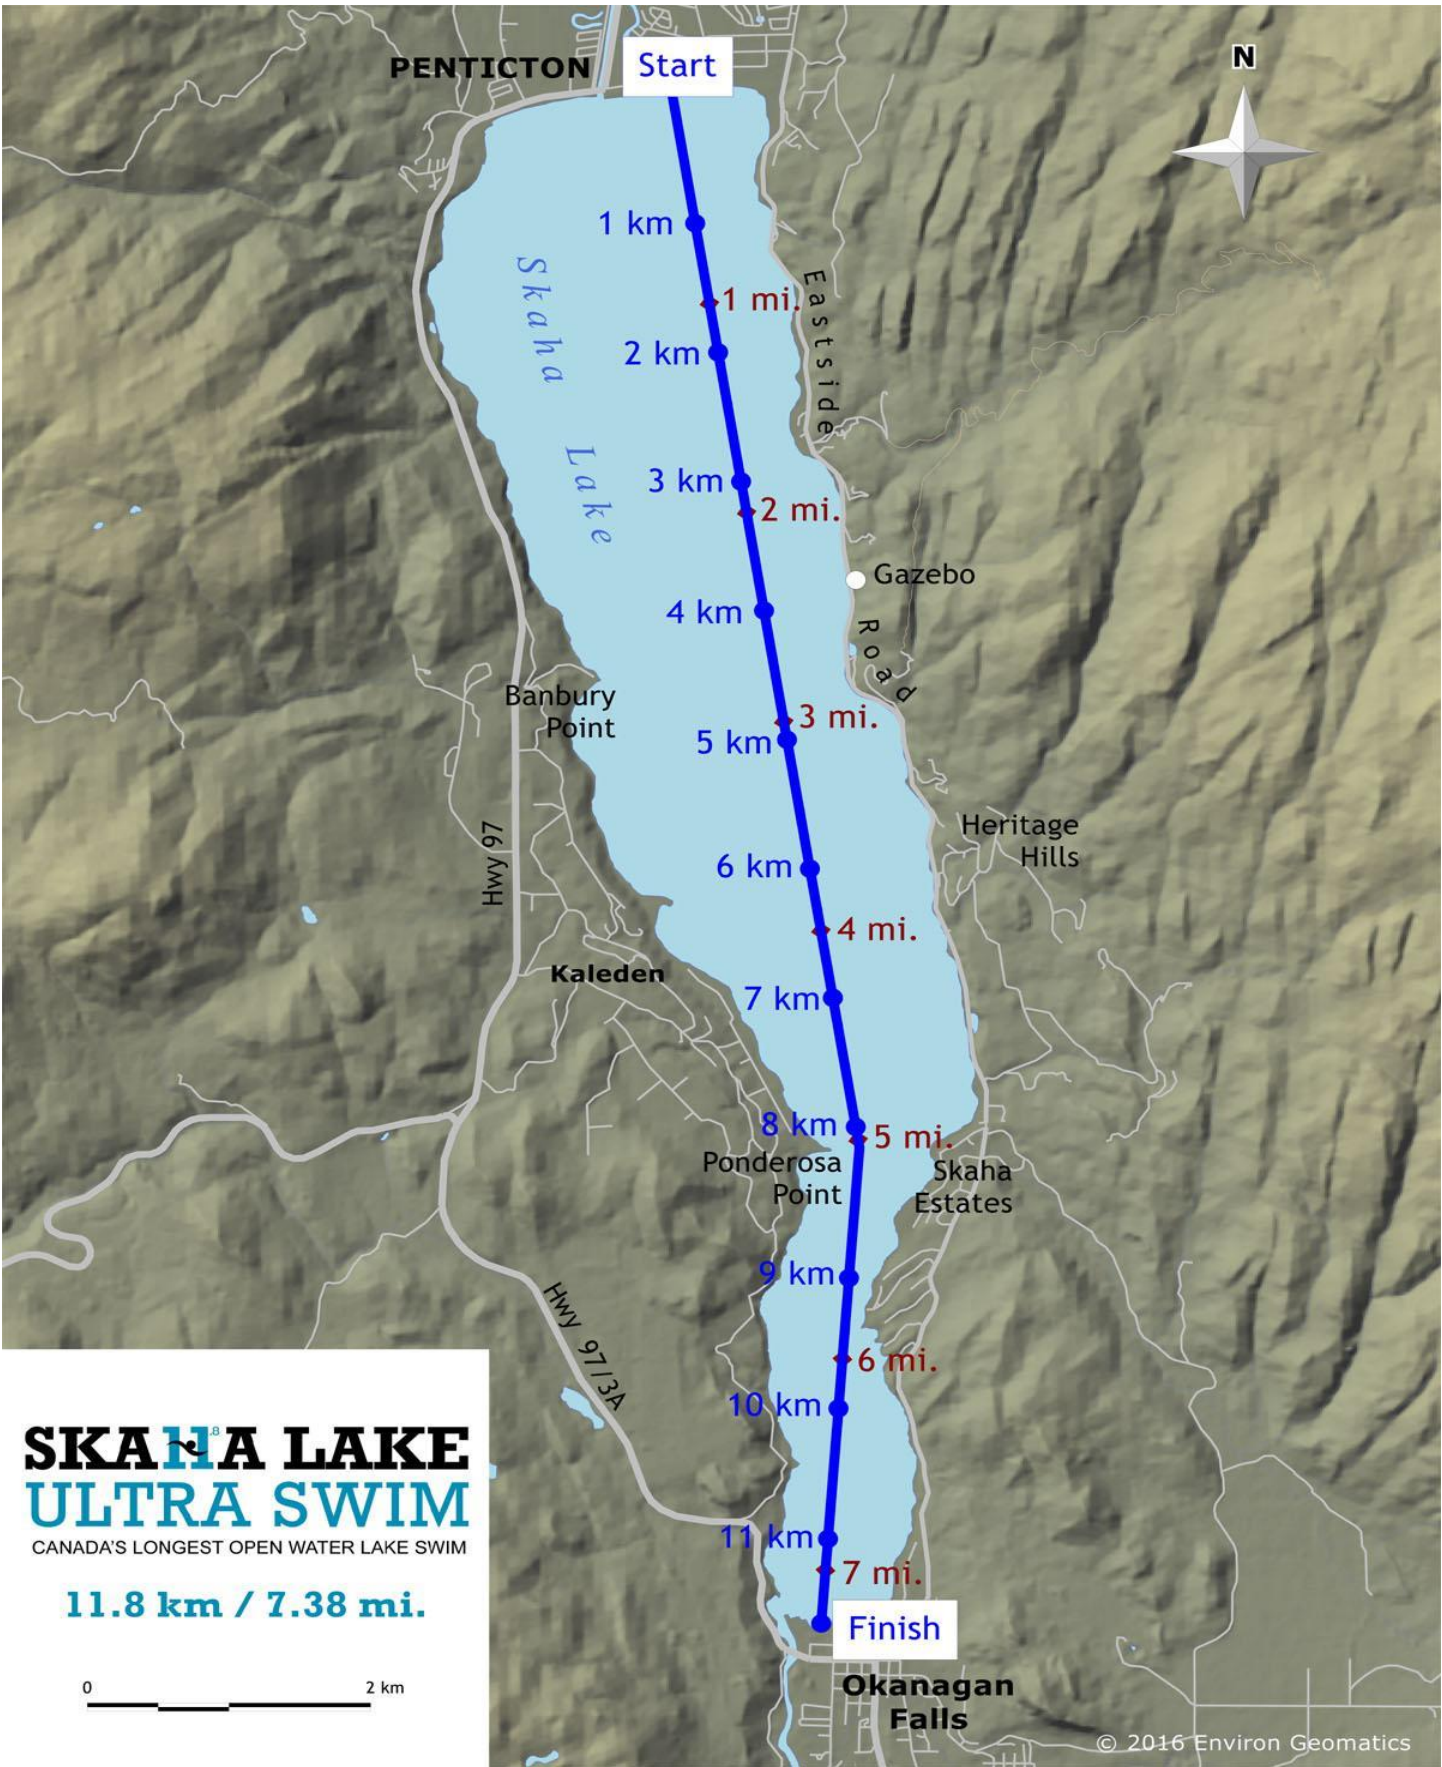 PENTICTON
Start
N
1 km
Skaha
Lake
1 mi.
Eastside
2 km
3 km
2 mi.
Gazebo
4 km
Road
Banbury
Point
3 mi.
5 km
Heritage
Hills
Hwy 97
6 km
4 mi.
Kaleden
7 km
8 km
5 mi.
Ponderosa
Point
Skaha
Estates
9 km
Hwy 97/3A
6 mi.
10 km
11 km
7 mi.
Finish
Okanagan
Falls
SKA11.8A LAKE
ULTRA SWIM
CANADA'S LONGEST OPEN WATER LAKE SWIM
11.8 km / 7.38 mi.
0 2 km
© 2016 Environ Geomatics